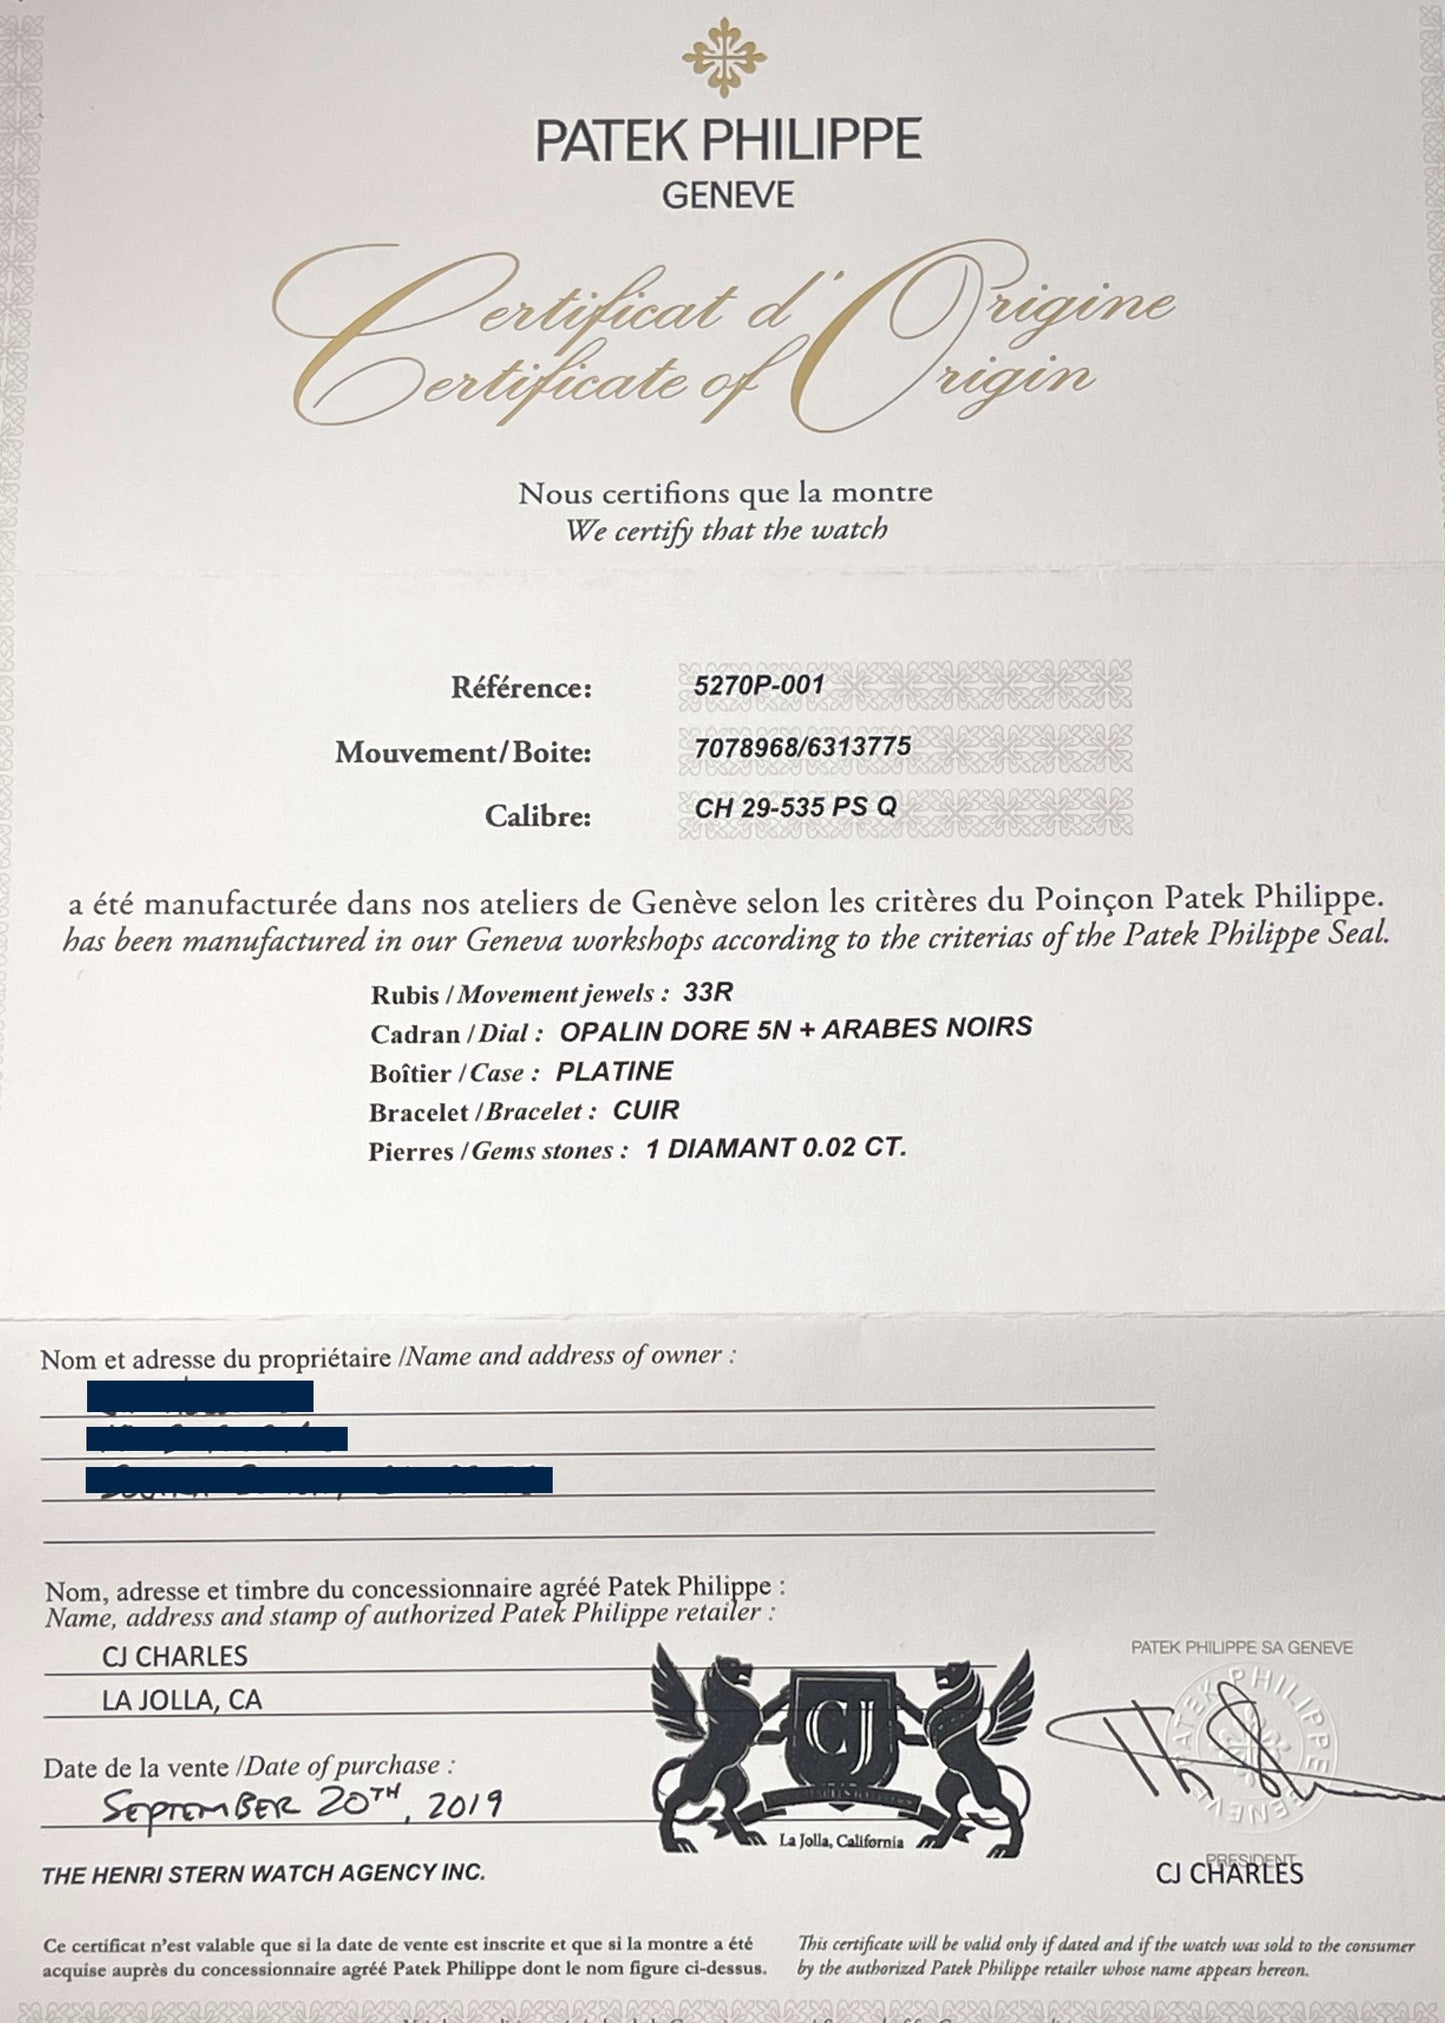 PATEK PHILIPPE
GENEVE
Certificat d'Origine
Certificate of Origin
Nous certifions que la montre
We certify that the watch
Référence: 5270P-001
Mouvement/Boite: 7078968/6313775
Calibre: CH 29-535 PS Q
a été manufacturée dans nos ateliers de Genève selon les critères du Poinçon Patek Philippe.
has been manufactured in our Geneva workshops according to the criterias of the Patek Philippe Seal.
Rubis / Movement jewels : 33R
Cadran / Dial : OPALIN DORE 5N + ARABES NOIRS
Boîtier / Case : PLATINE
Bracelet / Bracelet : CUIR
Pierres / Gems stones : 1 DIAMANT 0.02 CT.
Nom et adresse du propriétaire /Name and address of owner :
Nom, adresse et timbre du concessionnaire agréé Patek Philippe :
Name, address and stamp of authorized Patek Philippe retailer :
CJ CHARLES
LA JOLLA, CA
CJ
La Jolla, California
PATEK PHILIPPE SA GENEVE
PATEK PHILIPPE GENEVE
Date de la vente /Date of purchase :
SEPTEMBER 20TH, 2019
THE HENRI STERN WATCH AGENCY INC.
PRESIDENT
CJ CHARLES
Ce certificat n'est valable que si la date de vente est inscrite et que si la montre a été
acquise auprès du concessionnaire agréé Patek Philippe dont le nom figure ci-dessus.
This certificate will be valid only if dated and if the watch was sold to the consumer
by the authorized Patek Philippe retailer whose name appears hereon.